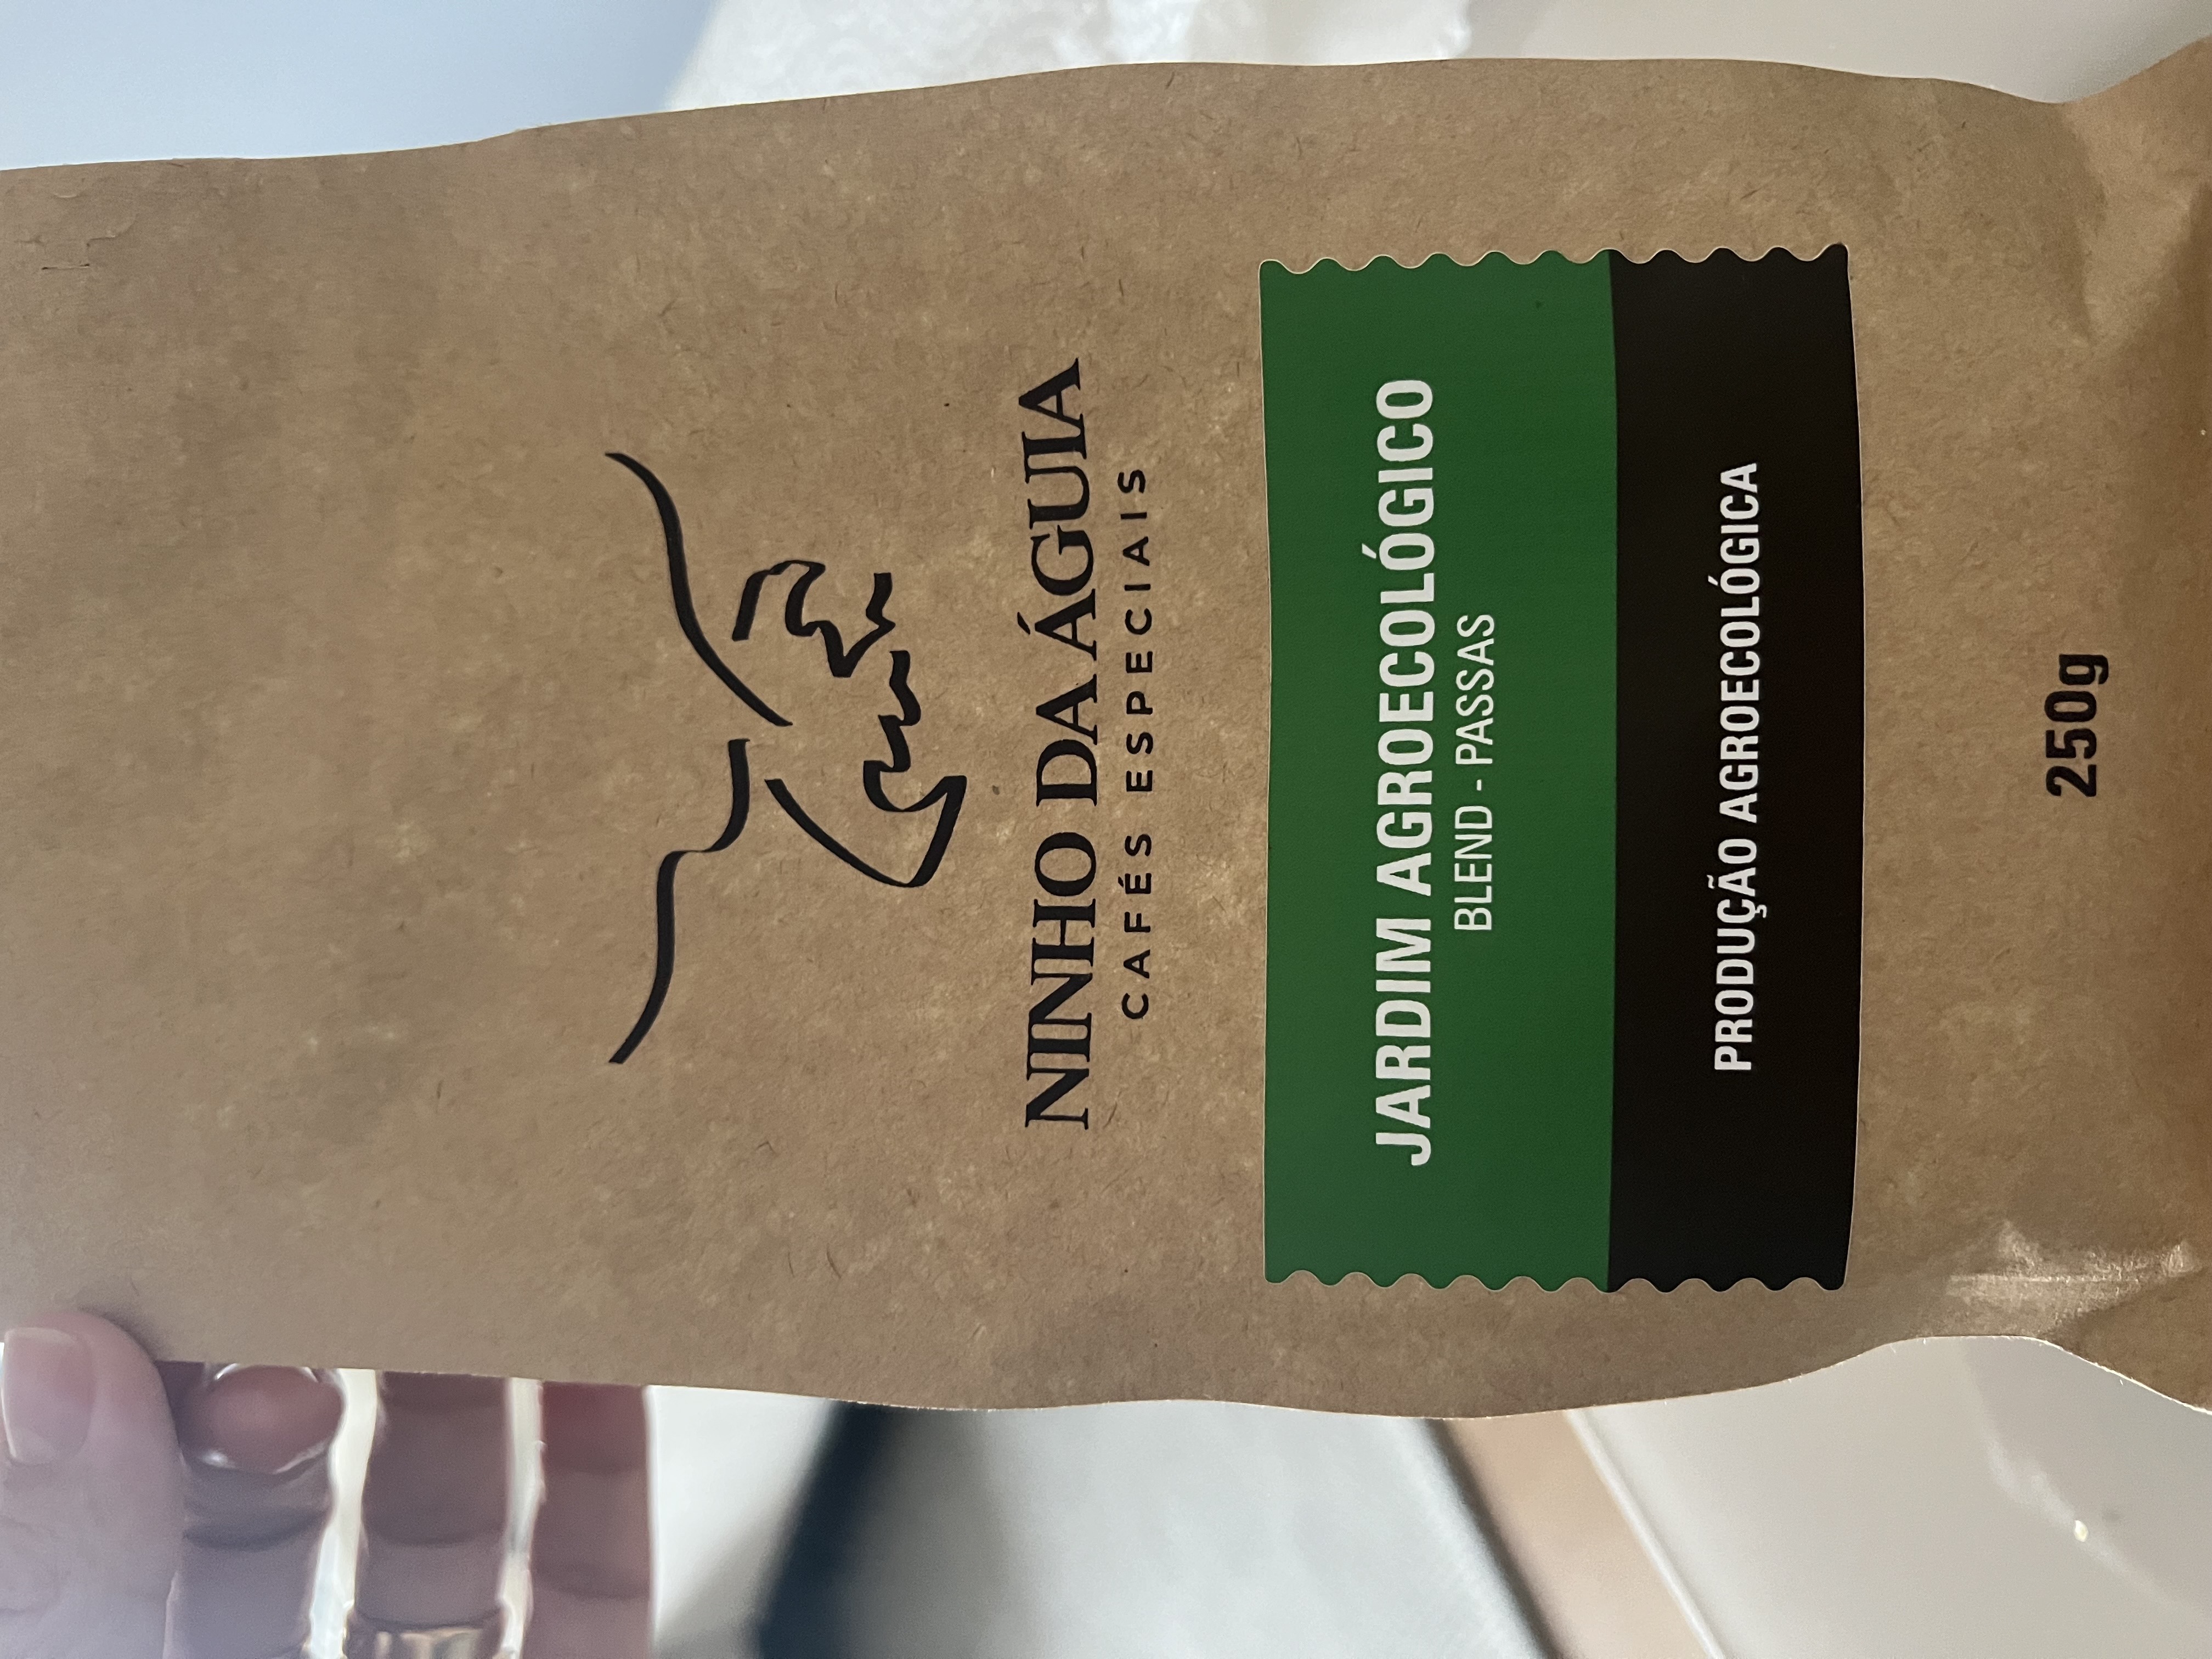 NINHO DA ÁGUIA
CAFÉS ESPECIAIS
JARDIM AGROECOLÓGICO
BLEND - PASSAS
PRODUÇÃO AGROECOLÓGICA
250g